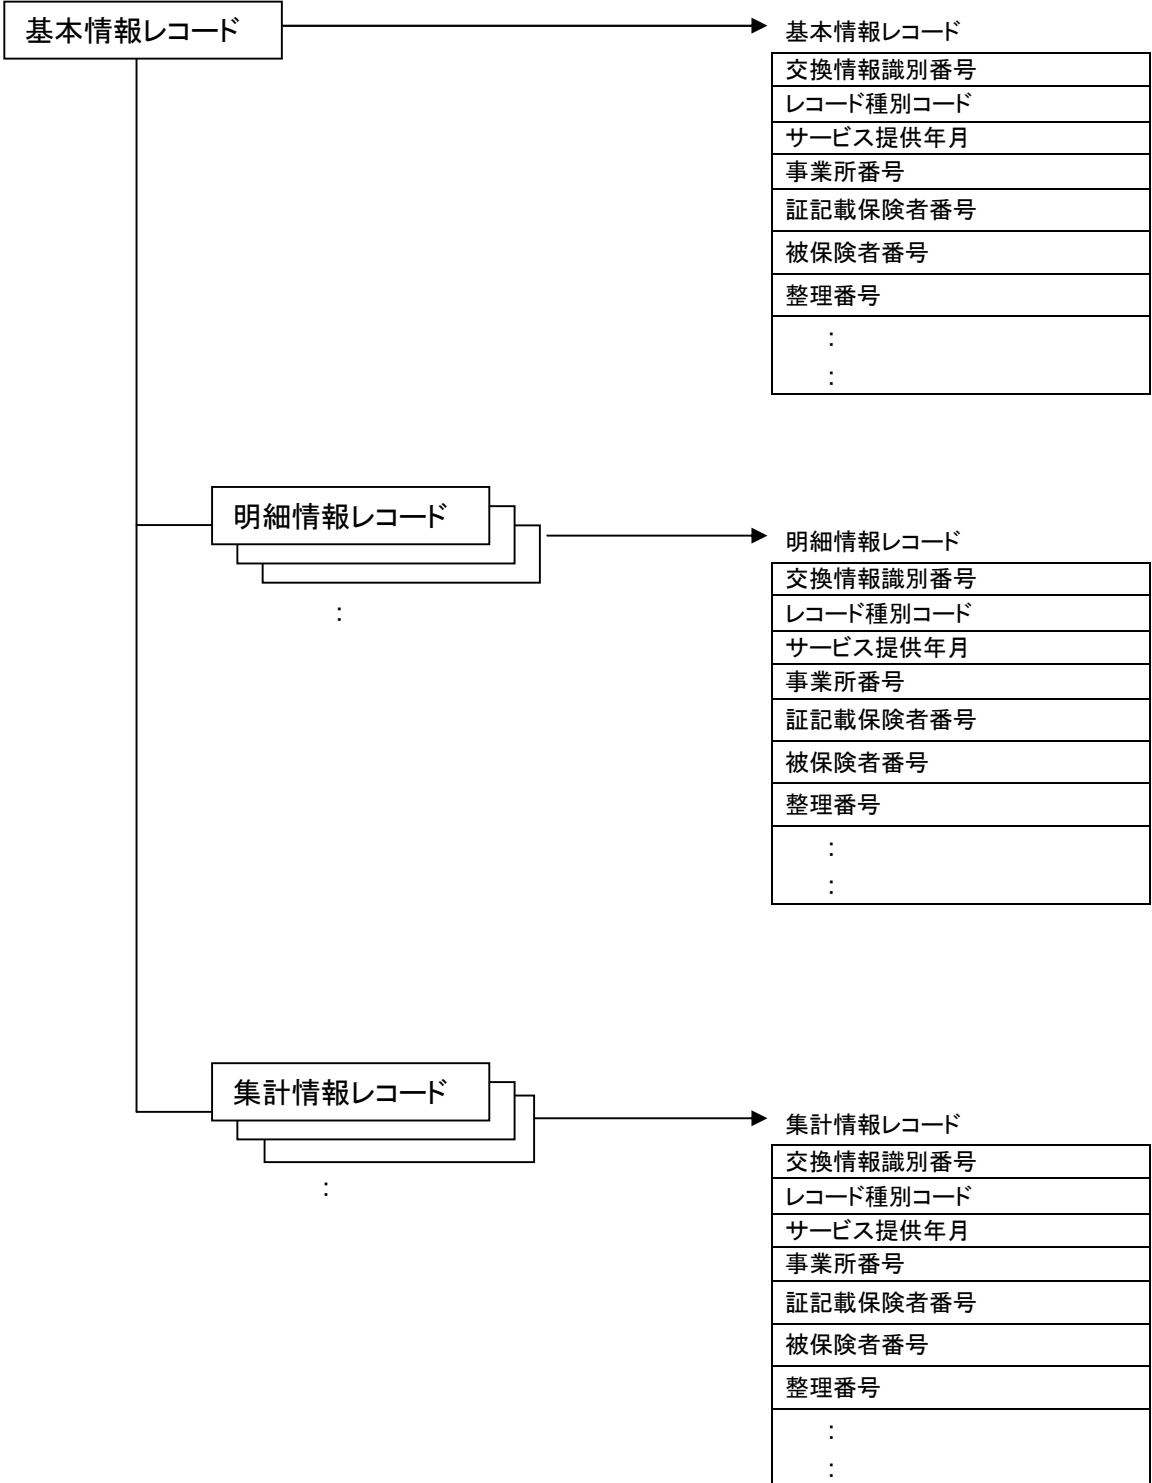 基本情報レコード
基本情報レコード
交換情報識別番号
レコード種別コード
サービス提供年月
事業所番号
証記載保険者番号
被保険者番号
整理番号
:
:
明細情報レコード
:
明細情報レコード
交換情報識別番号
レコード種別コード
サービス提供年月
事業所番号
証記載保険者番号
被保険者番号
整理番号
:
:
集計情報レコード
:
集計情報レコード
交換情報識別番号
レコード種別コード
サービス提供年月
事業所番号
証記載保険者番号
被保険者番号
整理番号
:
: